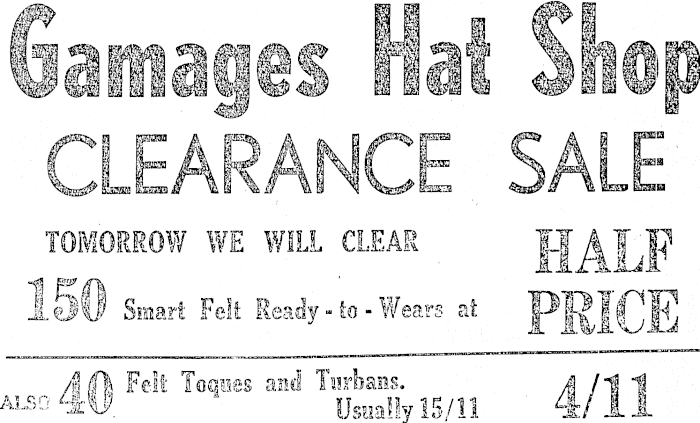 Gamages Hat Shop
CLEARANCE SALE
TOMORROW WE WILL CLEAR
150 Smart Felt Ready-to-Wears at
HALF
PRICE
ALSO 40 Felt Toques and Turbans.
Usually 15/11
4/11